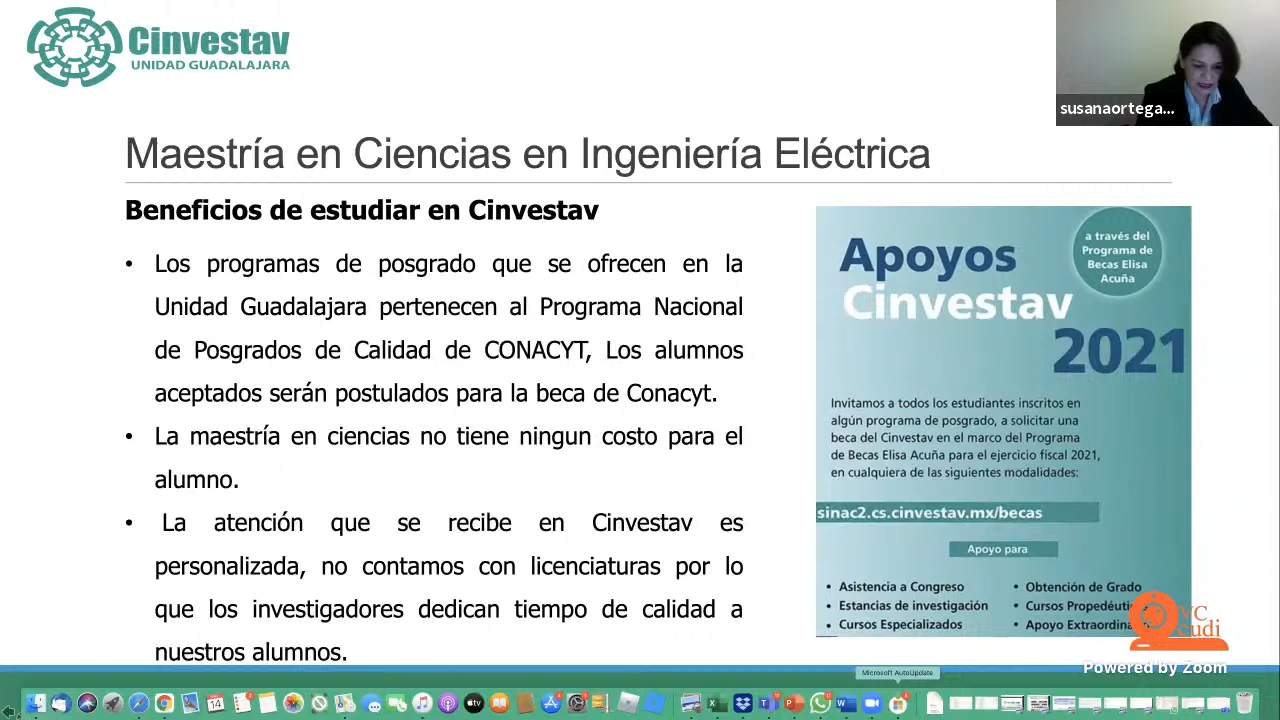 Cinvestav
UNIDAD GUADALAJARA
susanaortega...
Maestría en Ciencias en Ingeniería Eléctrica
Beneficios de estudiar en Cinvestav
• Los programas de posgrado que se ofrecen en la
Unidad Guadalajara pertenecen al Programa Nacional
de Posgrados de Calidad de CONACYT, Los alumnos
aceptados serán postulados para la beca de Conacyt.
• La maestría en ciencias no tiene ningun costo para el
alumno.
• La atención que se recibe en Cinvestav es
personalizada, no contamos con licenciaturas por lo
que los investigadores dedican tiempo de calidad a
nuestros alumnos.
a través del
Programa de
Becas Elisa
Acuña
Apoyos
Cinvestav
2021
Invitamos a todos los estudiantes inscritos en
algún programa de posgrado, a solicitar una
beca del Cinvestav en el marco del Programa
de Becas Elisa Acuña para el ejercicio fiscal 2021,
en cualquiera de las siguientes modalidades:
sinac2.cs.cinvestav.mx/becas
Apoyo para
• Asistencia a Congreso
• Estancias de investigación
• Cursos Especializados
• Obtención de Grado
• Cursos
• Apoyo
VC
Powered by Zoom
Microsoft AutoUpdate
14
tv